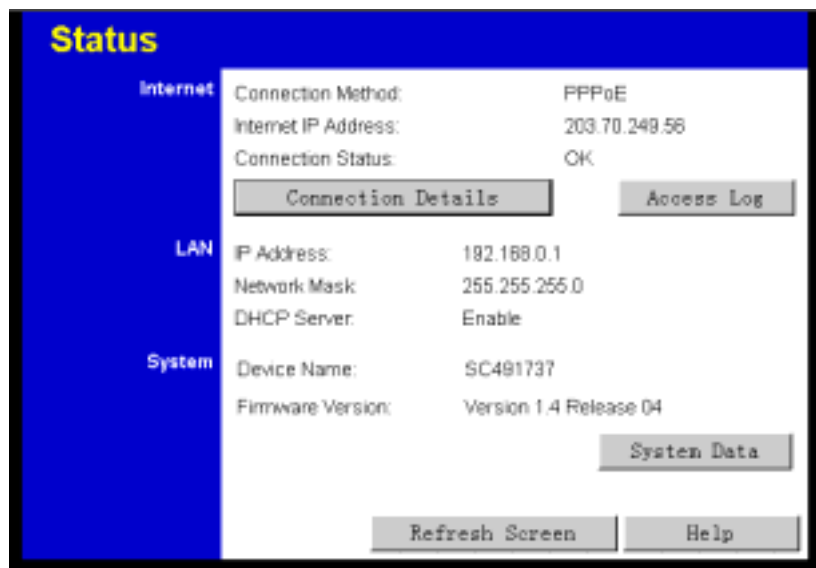 Status
Internet
Connection Method: PPPoE
Internet IP Address: 203.70.249.56
Connection Status: OK
Connection Details Access Log
LAN
IP Address: 192.168.0.1
Network Mask: 255.255.255.0
DHCP Server: Enable
System
Device Name: SC491737
Firmware Version: Version 1.4 Release 04
System Data
Refresh Screen Help